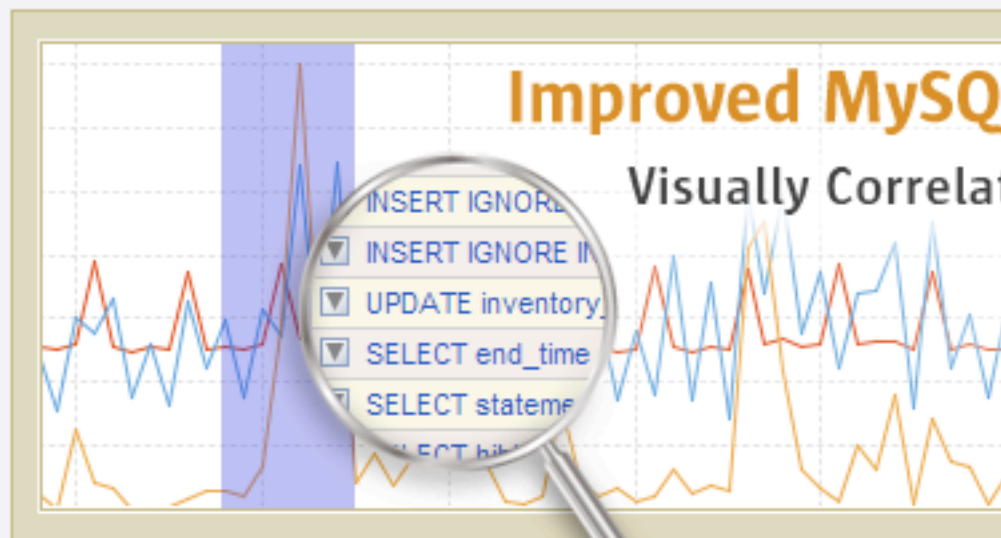 Improved MySQ
Visually Correlat
INSERT IGNORE
INSERT IGNORE IN
UPDATE inventory_
SELECT end_time
SELECT stateme